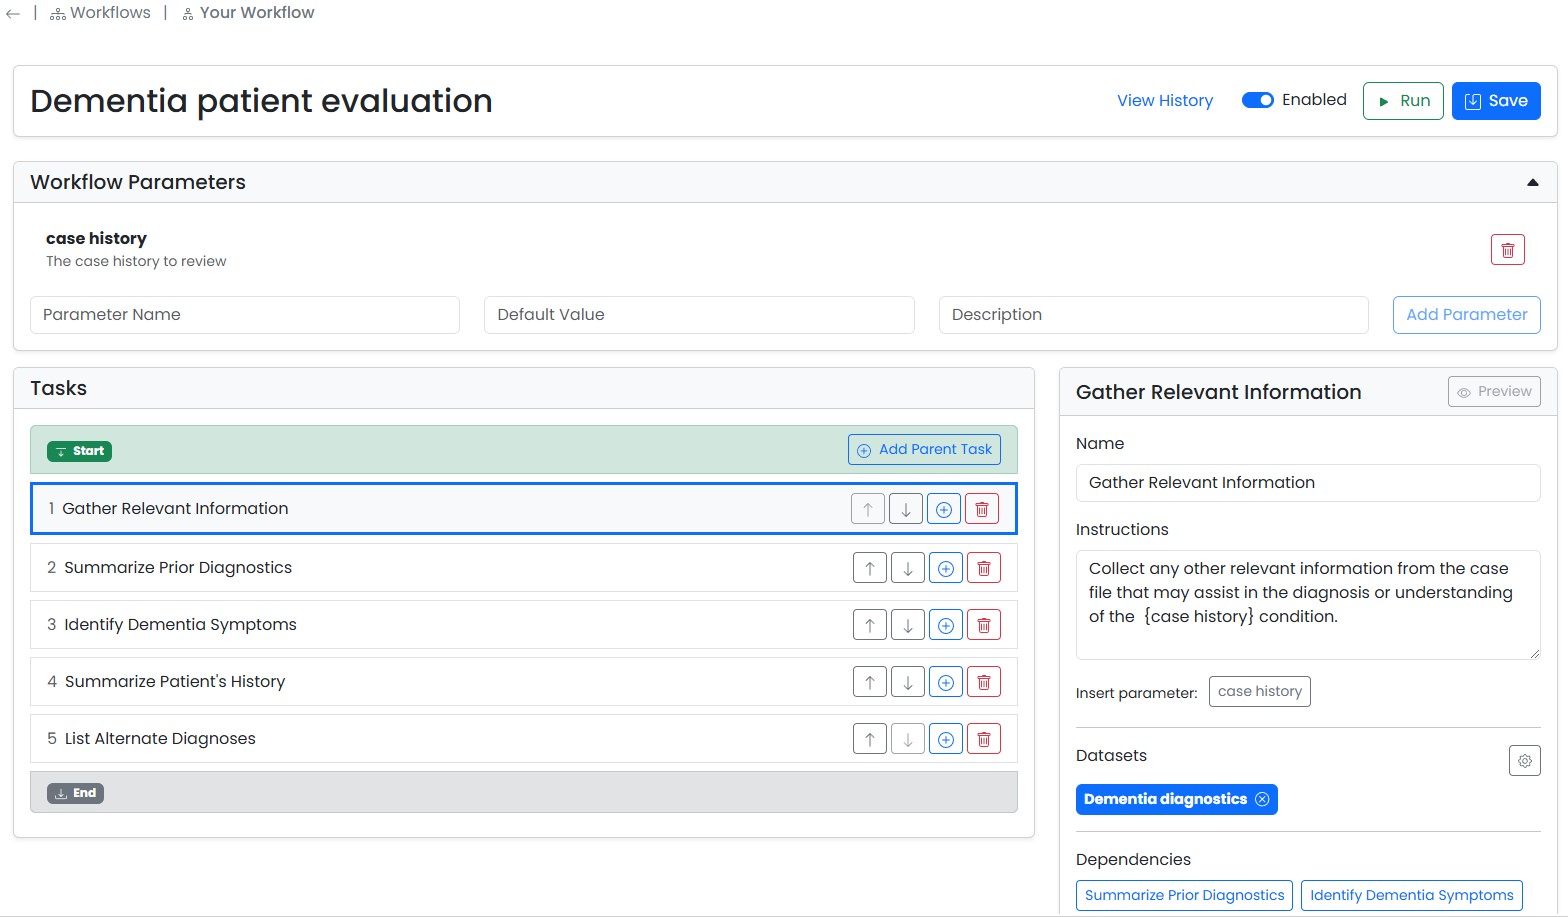 ← | Workflows | Your Workflow
Dementia patient evaluation
View History Enabled Run Save
Workflow Parameters
case history
The case history to review
Parameter Name Default Value Description Add Parameter
Tasks
Start Add Parent Task
1 Gather Relevant Information
2 Summarize Prior Diagnostics
3 Identify Dementia Symptoms
4 Summarize Patient's History
5 List Alternate Diagnoses
End
Gather Relevant Information Preview
Name
Gather Relevant Information
Instructions
Collect any other relevant information from the case
file that may assist in the diagnosis or understanding
of the  {case history} condition.
Insert parameter: case history
Datasets
Dementia diagnostics
Dependencies
Summarize Prior Diagnostics Identify Dementia Symptoms